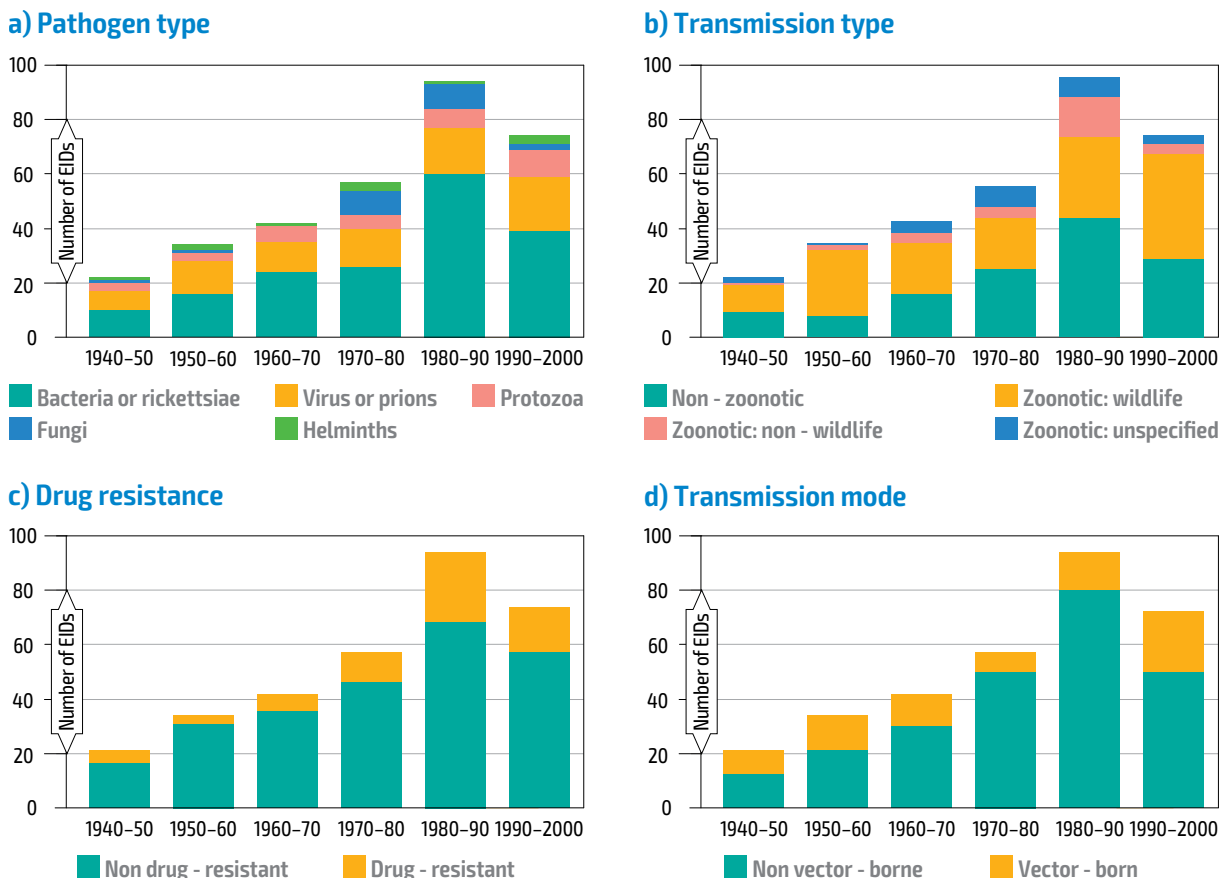 a) Pathogen type
100
80
60
40
20
0
Number of EIDs
1940–50 1950–60 1960–70 1970–80 1980–90 1990–2000
Bacteria or rickettsiae Virus or prions Protozoa
Fungi Helminths
b) Transmission type
100
80
60
40
20
0
Number of EIDs
1940–50 1950–60 1960–70 1970–80 1980–90 1990–2000
Non - zoonotic Zoonotic: wildlife
Zoonotic: non - wildlife Zoonotic: unspecified
c) Drug resistance
100
80
60
40
20
0
Number of EIDs
1940–50 1950–60 1960–70 1970–80 1980–90 1990–2000
Non drug - resistant Drug - resistant
d) Transmission mode
100
80
60
40
20
0
Number of EIDs
1940–50 1950–60 1960–70 1970–80 1980–90 1990–2000
Non vector - borne Vector - born